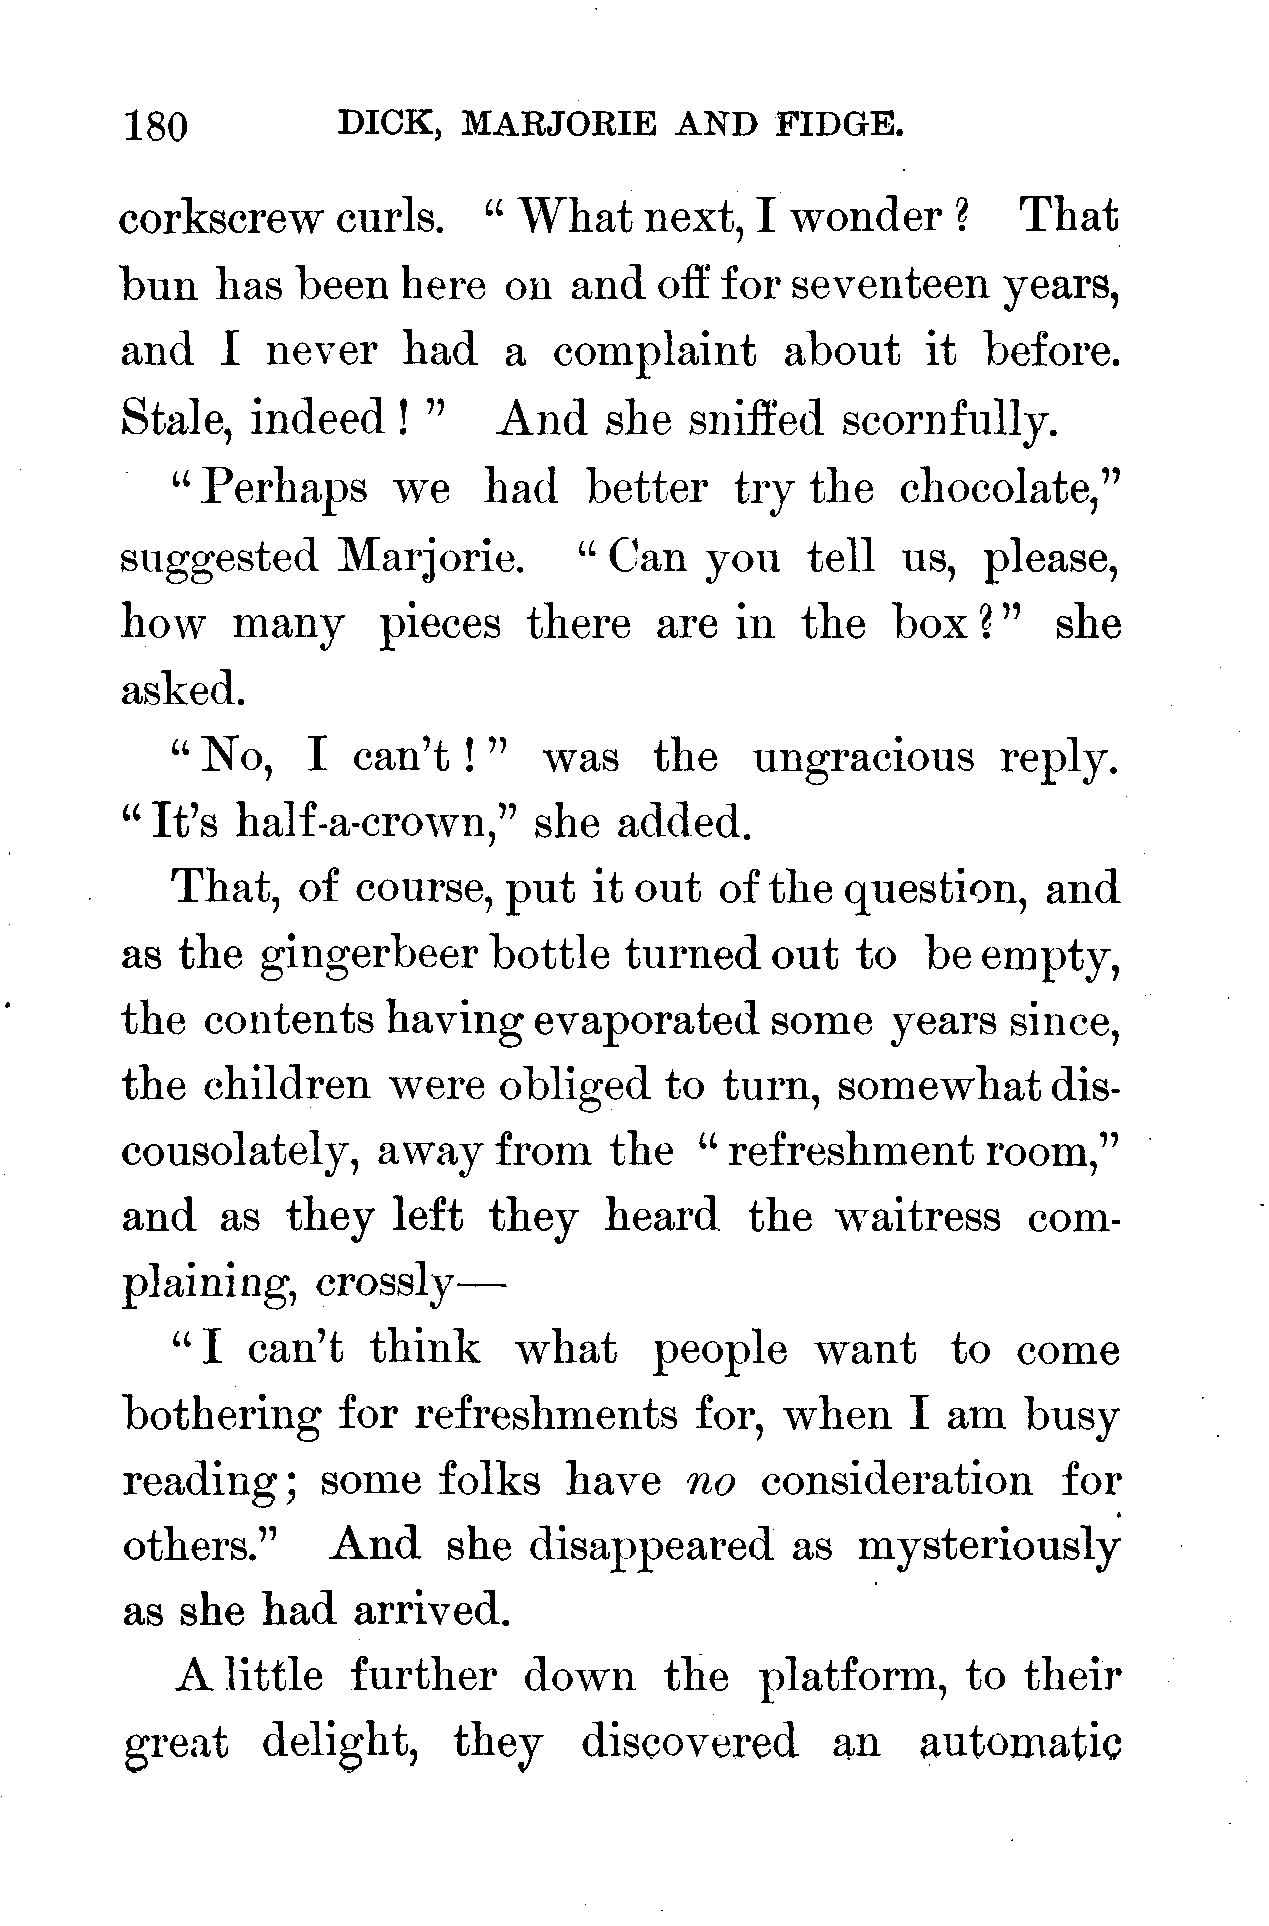 180 DICK, MARJORIE AND FIDGE.
corkscrew curls. " What next, I wonder ? That
bun has been here on and off for seventeen years,
and I never had a complaint about it before.
Stale, indeed ! " And she sniffed scornfully.
" Perhaps we had better try the chocolate,"
suggested Marjorie. " Can you tell us, please,
how many pieces there are in the box ? " she
asked.
" No, I can't ! " was the ungracious reply.
" It's half-a-crown," she added.
That, of course, put it out of the question, and
as the gingerbeer bottle turned out to be empty,
the contents having evaporated some years since,
the children were obliged to turn, somewhat dis-
cousolately, away from the " refreshment room,"
and as they left they heard the waitress com-
plaining, crossly—
" I can't think what people want to come
bothering for refreshments for, when I am busy
reading ; some folks have no consideration for
others." And she disappeared as mysteriously
as she had arrived.
A little further down the platform, to their
great delight, they discovered an automatic